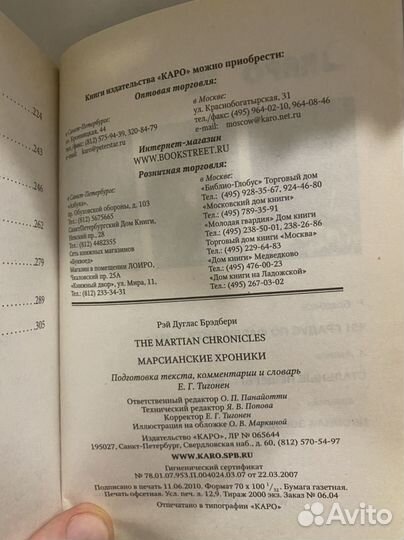 224
243
246
262
279
289
305
Книги издательства «КАРО» можно приобрести:
Оптовая торговля:
в Санкт-Петербурге:
ул. Бронницкая, 44
тел./факс: (812) 575-94-39, 320-84-79
e-mail: karo@peterstar.ru
в Москве:
ул. Краснобогатырская, 31
тел./факс: (495) 964-02-10, 964-08-46
e-mail: moscow@karo.net.ru
Интернет-магазин
WWW.BOOKSTREET.RU
Розничная торговля:
в Санкт-Петербурге:
«Азбука»
пр. Обуховской обороны, д. 103
Тел.: (812) 5675665
СанктПетербургский Дом Книги,
Невский пр., 28
Тел.: (812) 4482355
Сеть книжных магазинов
«Буквоед»
Магазин в помещении ЛОИРО,
Чкаловский пр. 25А
«Книжный двор», ул. Мира, 11,
Тел.: (812) 233-34-31
в Москве:
«Библио-Глобус» Торговый дом
Тел.: (495) 928-35-67, 924-46-80
«Московский дом книги»
Тел.: (495) 789-35-91
«Молодая гвардия» Дом книги
Тел.: (495) 238-50-01, 238-26-86
Торговый дом книги «Москва»
Тел.: (495) 229-64-83
«Дом книги» Медведково
Тел.: (495) 476-00-23
«Дом книги на Ладожской»
Тел.: (495) 267-03-02
Рэй Дуглас Брэдбери
THE MARTIAN CHRONICLES
МАРСИАНСКИЕ ХРОНИКИ
Подготовка текста, комментарии и словарь
Е. Г. Тигонен
Ответственный редактор О. П. Панайотти
Технический редактор Я. В. Попова
Корректор Е. Г. Тигонен
Иллюстрация на обложке О. В. Маркиной
Издательство «КАРО», ЛР № 065644
195027, Санкт-Петербург, Свердловская наб., д. 60, (812) 570-54-97
WWW.KARO.SPB.RU
Гигиенический сертификат
№ 78.01.07.953.П.004024.03.07 от 22.03.2007
Подписано в печать 11.06.2010. Формат 70 х 100 1/32. Бумага газетная.
Печать офсетная. Усл. печ. л. 12,9. Тираж 2000 экз. Заказ № 06.04
Отпечатано в типографии «КАРО»
Avito